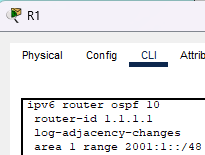 R1
Physical Config CLI Attrib
ipv6 router ospf 10
router-id 1.1.1.1
log-adjacency-changes
area 1 range 2001:1::/48